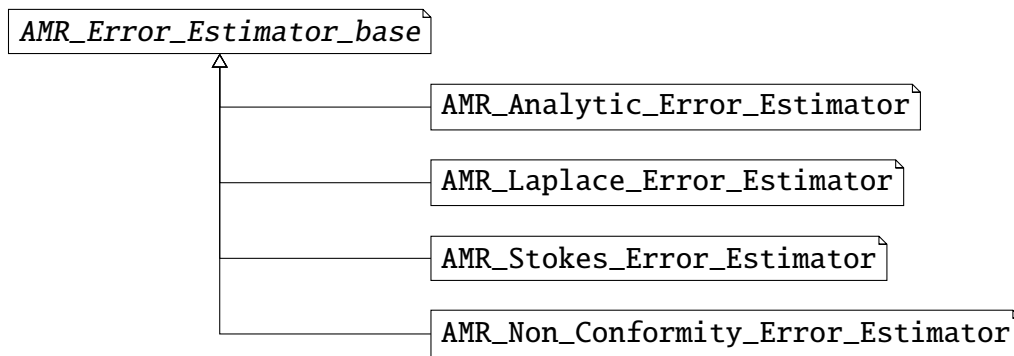 AMR_Error_Estimator_base
AMR_Analytic_Error_Estimator
AMR_Laplace_Error_Estimator
AMR_Stokes_Error_Estimator
AMR_Non_Conformity_Error_Estimator